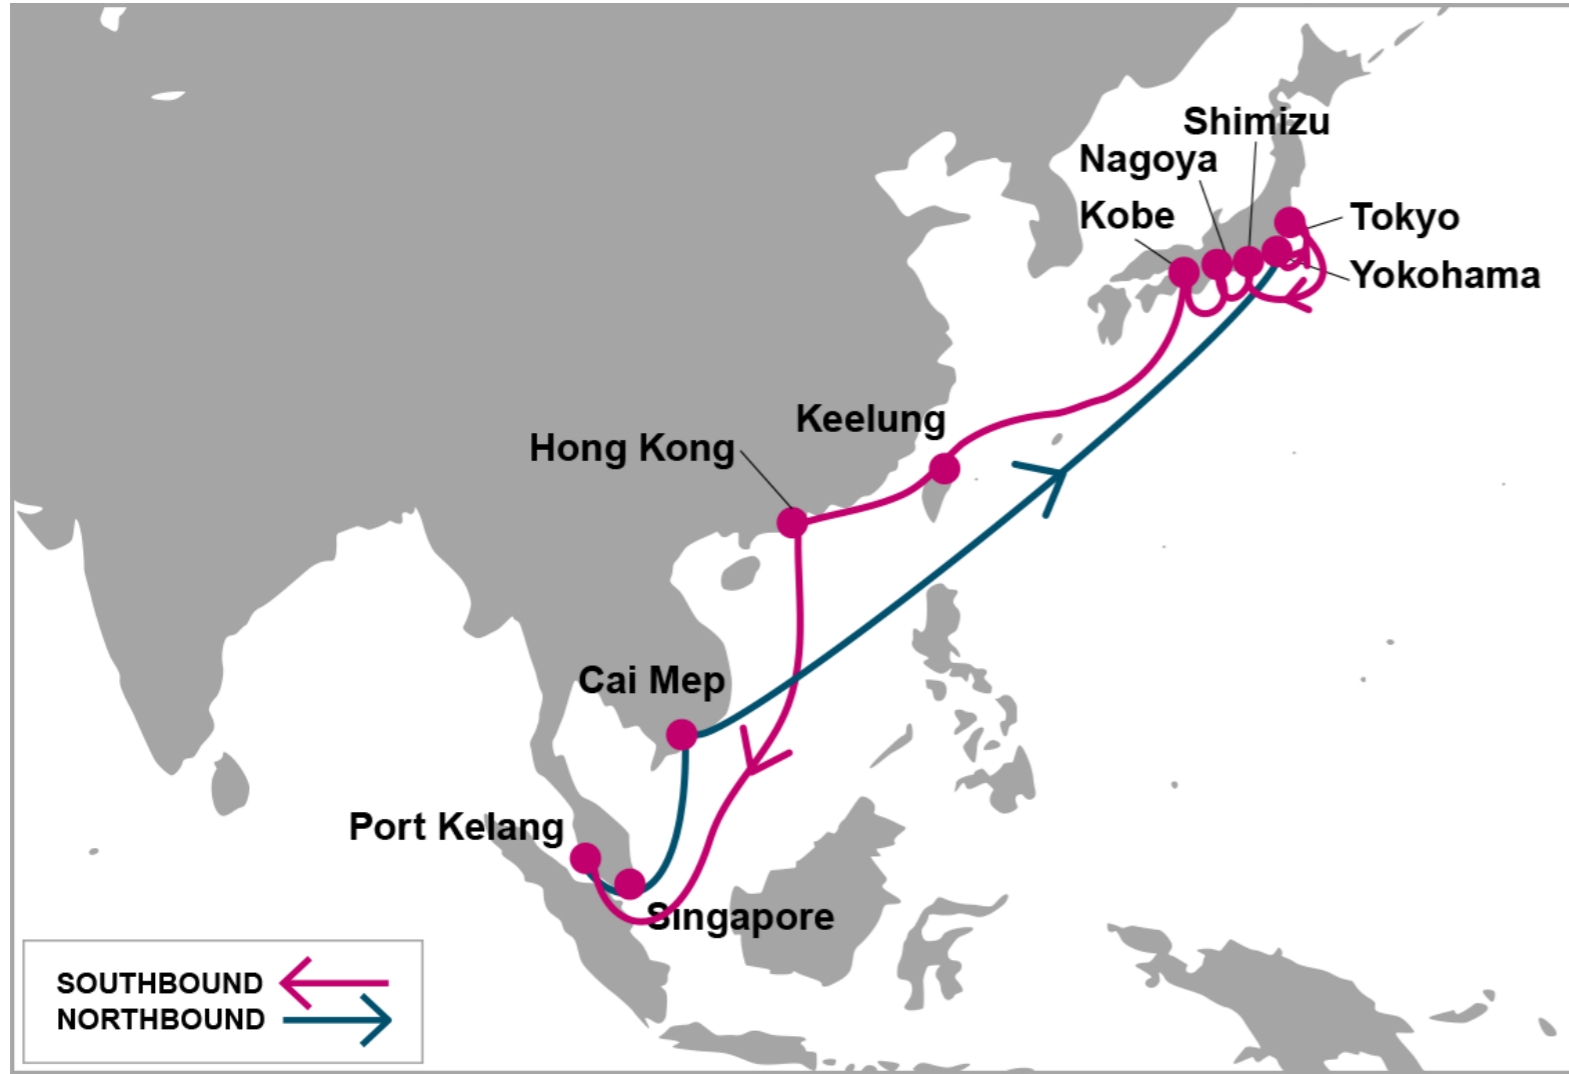 Shimizu
Nagoya
Kobe
Tokyo
Yokohama
Keelung
Hong Kong
Cai Mep
Port Kelang
Singapore
SOUTHBOUND
NORTHBOUND